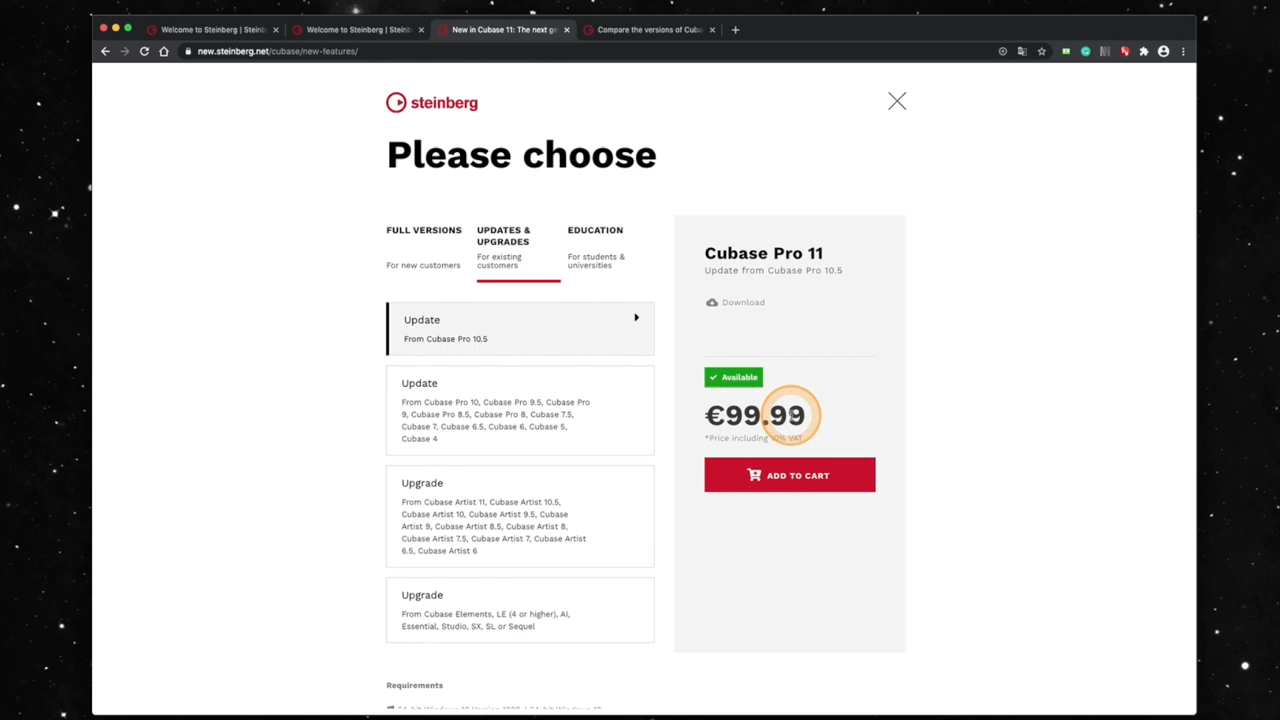 Welcome to Steinberg | Steinb
Welcome to Steinberg | Steinb
New in Cubase 11: The next ge
Compare the versions of Cuba
new.steinberg.net/cubase/new-features/
steinberg
Please choose
FULL VERSIONS
For new customers
UPDATES &
UPGRADES
For existing
customers
EDUCATION
For students &
universities
Update
From Cubase Pro 10.5
Update
From Cubase Pro 10, Cubase Pro 9.5, Cubase Pro
9, Cubase Pro 8.5, Cubase Pro 8, Cubase 7.5,
Cubase 7, Cubase 6.5, Cubase 6, Cubase 5,
Cubase 4
Upgrade
From Cubase Artist 11, Cubase Artist 10.5,
Cubase Artist 10, Cubase Artist 9.5, Cubase
Artist 9, Cubase Artist 8.5, Cubase Artist 8,
Cubase Artist 7.5, Cubase Artist 7, Cubase Artist
6.5, Cubase Artist 6
Upgrade
From Cubase Elements, LE (4 or higher), AI,
Essential, Studio, SX, SL or Sequel
Cubase Pro 11
Update from Cubase Pro 10.5
Download
Available
€99.99
*Price including VAT
ADD TO CART
Requirements